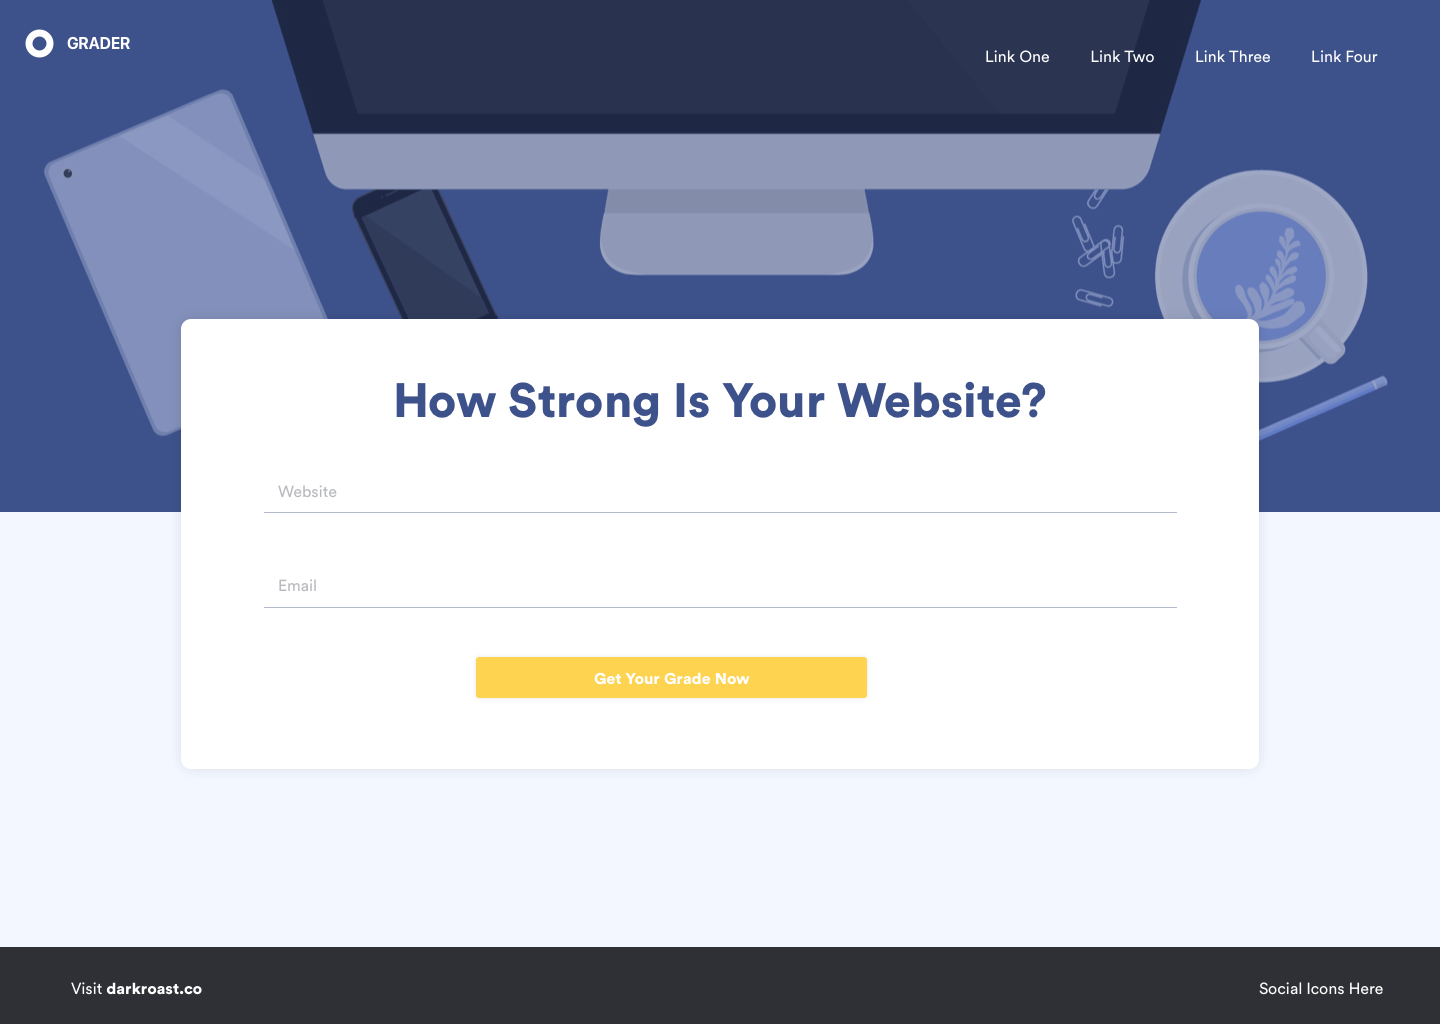 GRADER
Link One Link Two Link Three Link Four
How Strong Is Your Website?
Website
Email
Get Your Grade Now
Visit darkroast.co
Social Icons Here